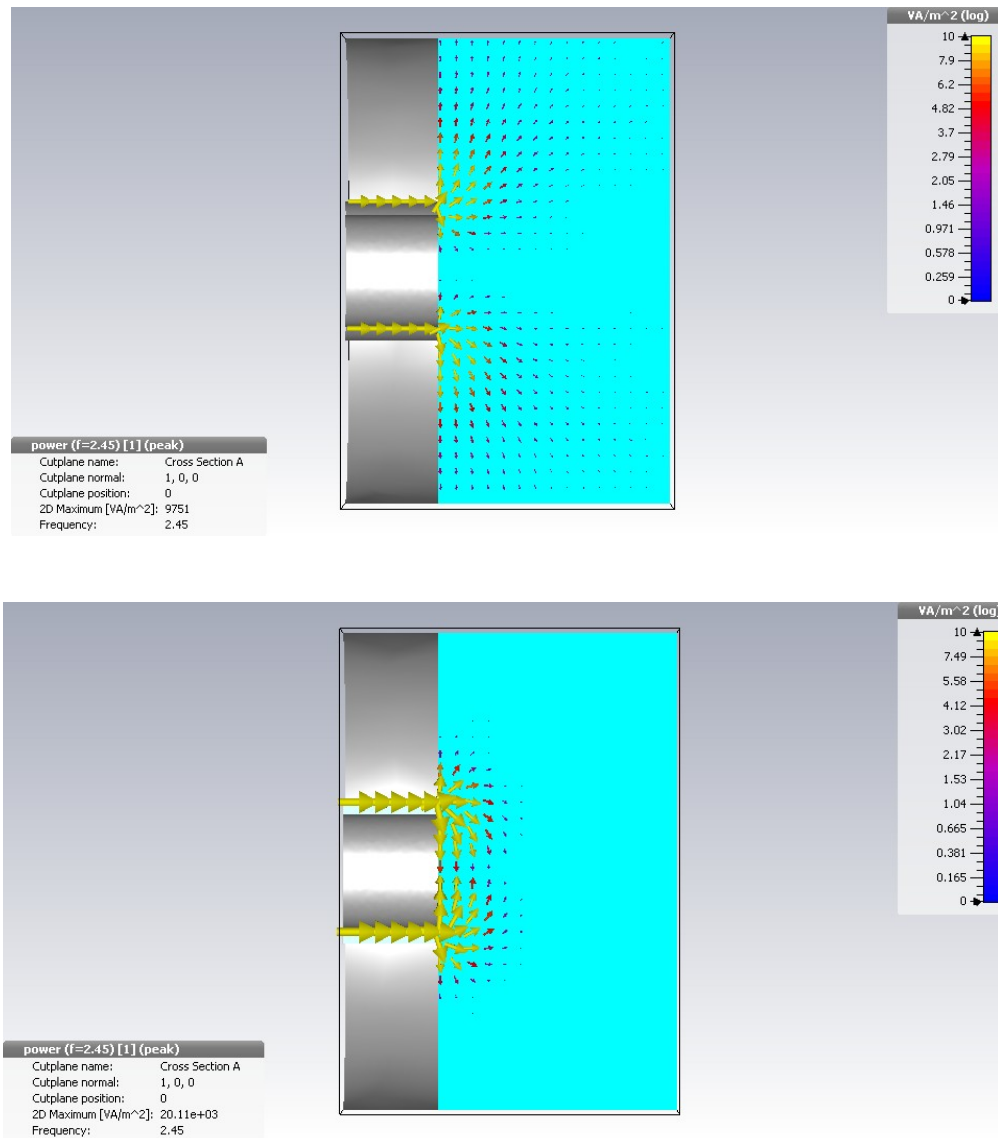 VA/m^2 (log)
10
7.9
6.2
4.82
3.7
2.79
2.05
1.46
0.971
0.578
0.259
0
power (f=2.45) [1] (peak)
Cutplane name: Cross Section A
Cutplane normal: 1, 0, 0
Cutplane position: 0
2D Maximum [VA/m^2]: 9751
Frequency: 2.45
VA/m^2 (log)
10
7.49
5.58
4.12
3.02
2.17
1.53
1.04
0.665
0.381
0.165
0
power (f=2.45) [1] (peak)
Cutplane name: Cross Section A
Cutplane normal: 1, 0, 0
Cutplane position: 0
2D Maximum [VA/m^2]: 20.11e+03
Frequency: 2.45